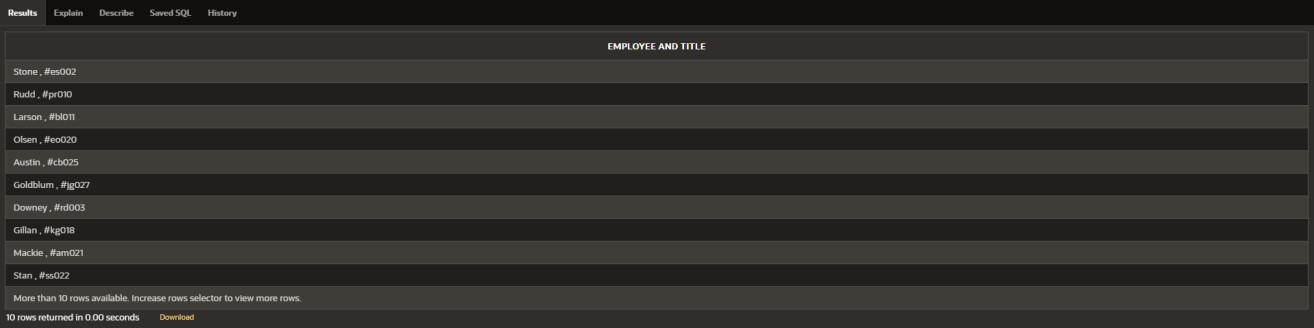 Results Explain Describe Saved SQL History
EMPLOYEE AND TITLE
Stone , #es002
Rudd , #pr010
Larson , #bl011
Olsen , #eo020
Austin , #cb025
Goldblum , #jg027
Downey , #rd003
Gillan , #kg018
Mackie , #am021
Stan , #ss022
More than 10 rows available. Increase rows selector to view more rows.
10 rows returned in 0.00 seconds Download